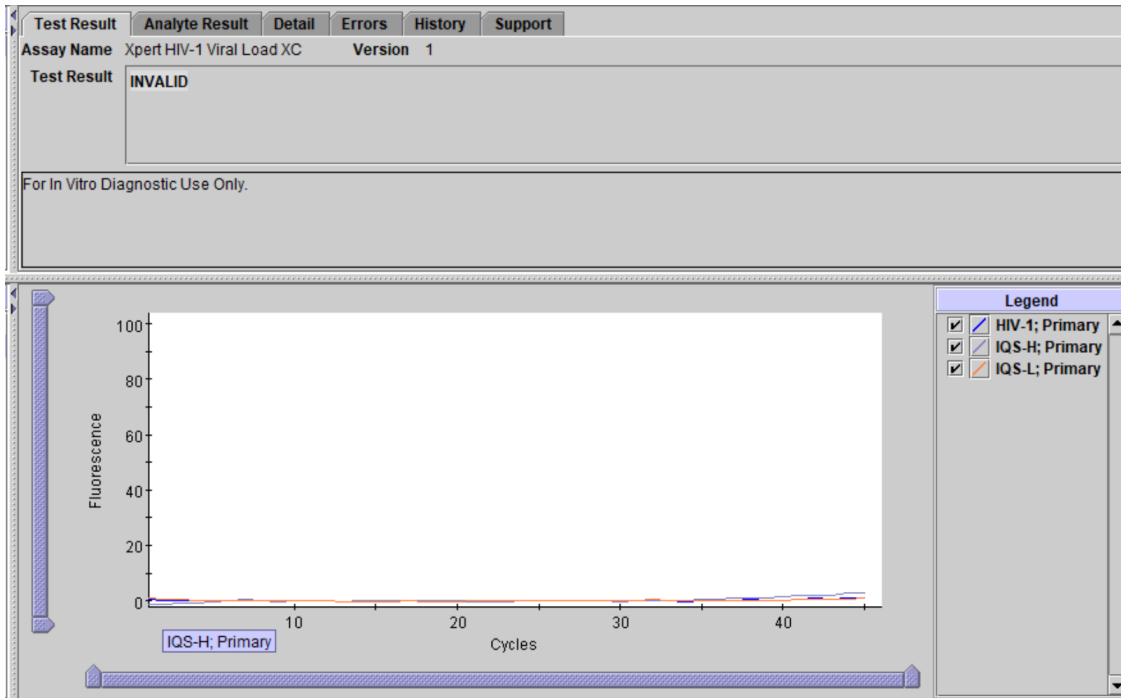 Test Result Analyte Result Detail Errors History Support
Assay Name Xpert HIV-1 Viral Load XC Version 1
Test Result INVALID
For In Vitro Diagnostic Use Only.
100
80
60
40
20
0
Fluorescence
10 20 30 40
IQS-H; Primary
Cycles
Legend
HIV-1; Primary
IQS-H; Primary
IQS-L; Primary